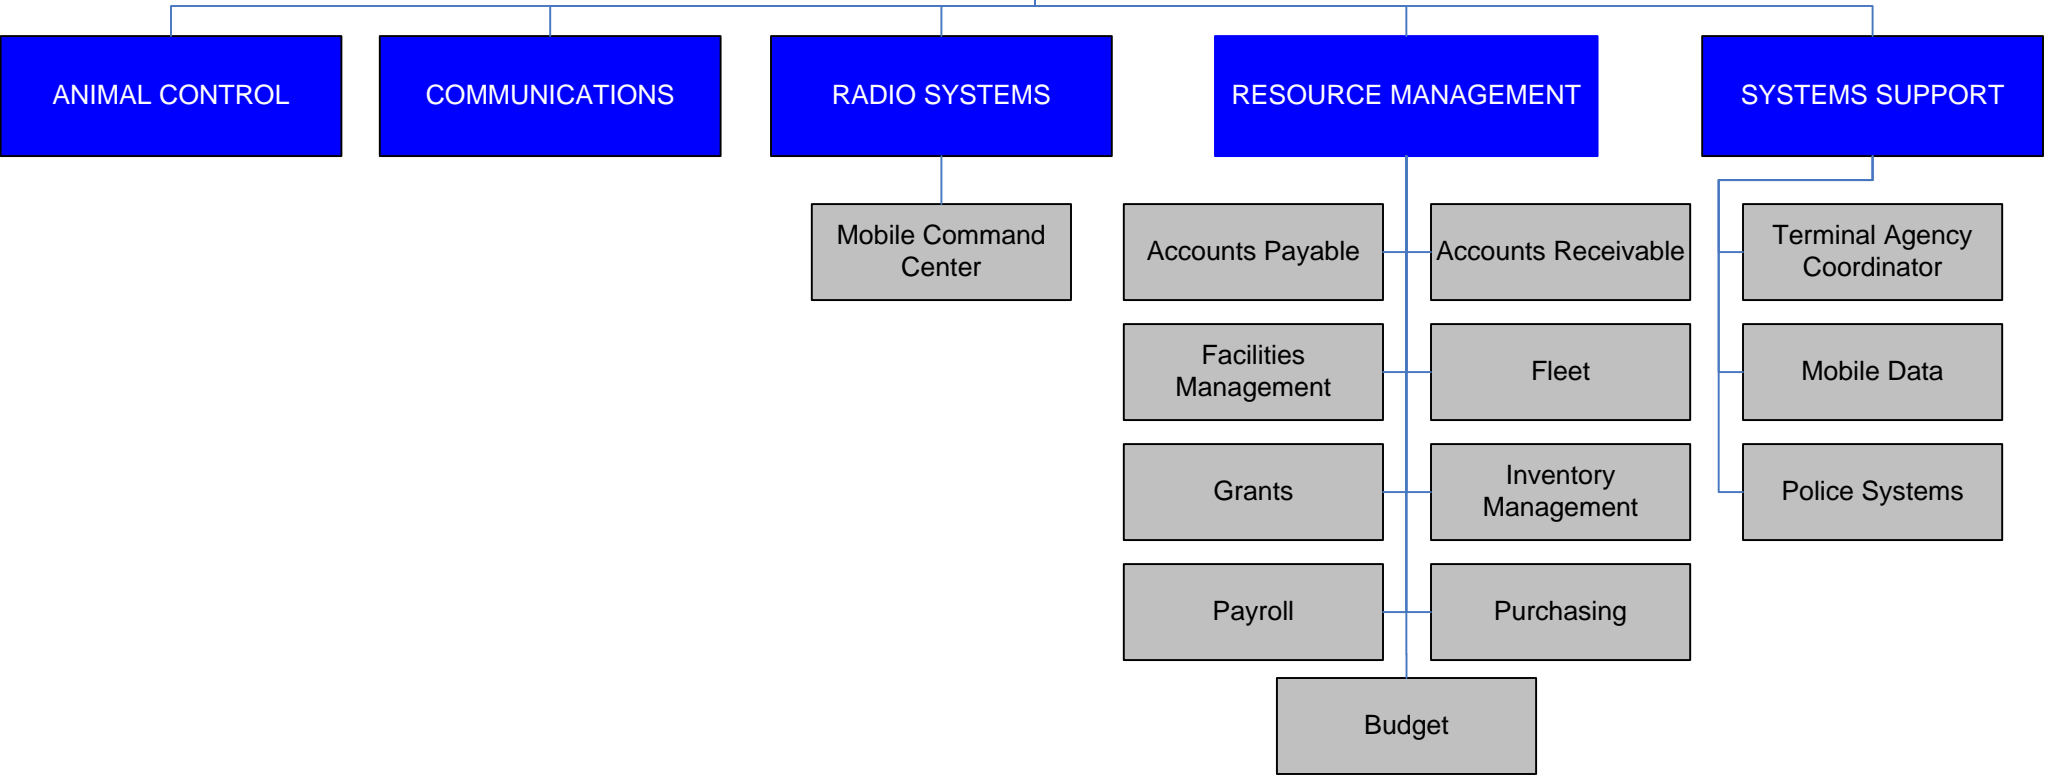 ANIMAL CONTROL
COMMUNICATIONS
RADIO SYSTEMS
RESOURCE MANAGEMENT
SYSTEMS SUPPORT
Mobile Command
Center
Accounts Payable
Accounts Receivable
Terminal Agency
Coordinator
Facilities
Management
Fleet
Mobile Data
Grants
Inventory
Management
Police Systems
Payroll
Purchasing
Budget